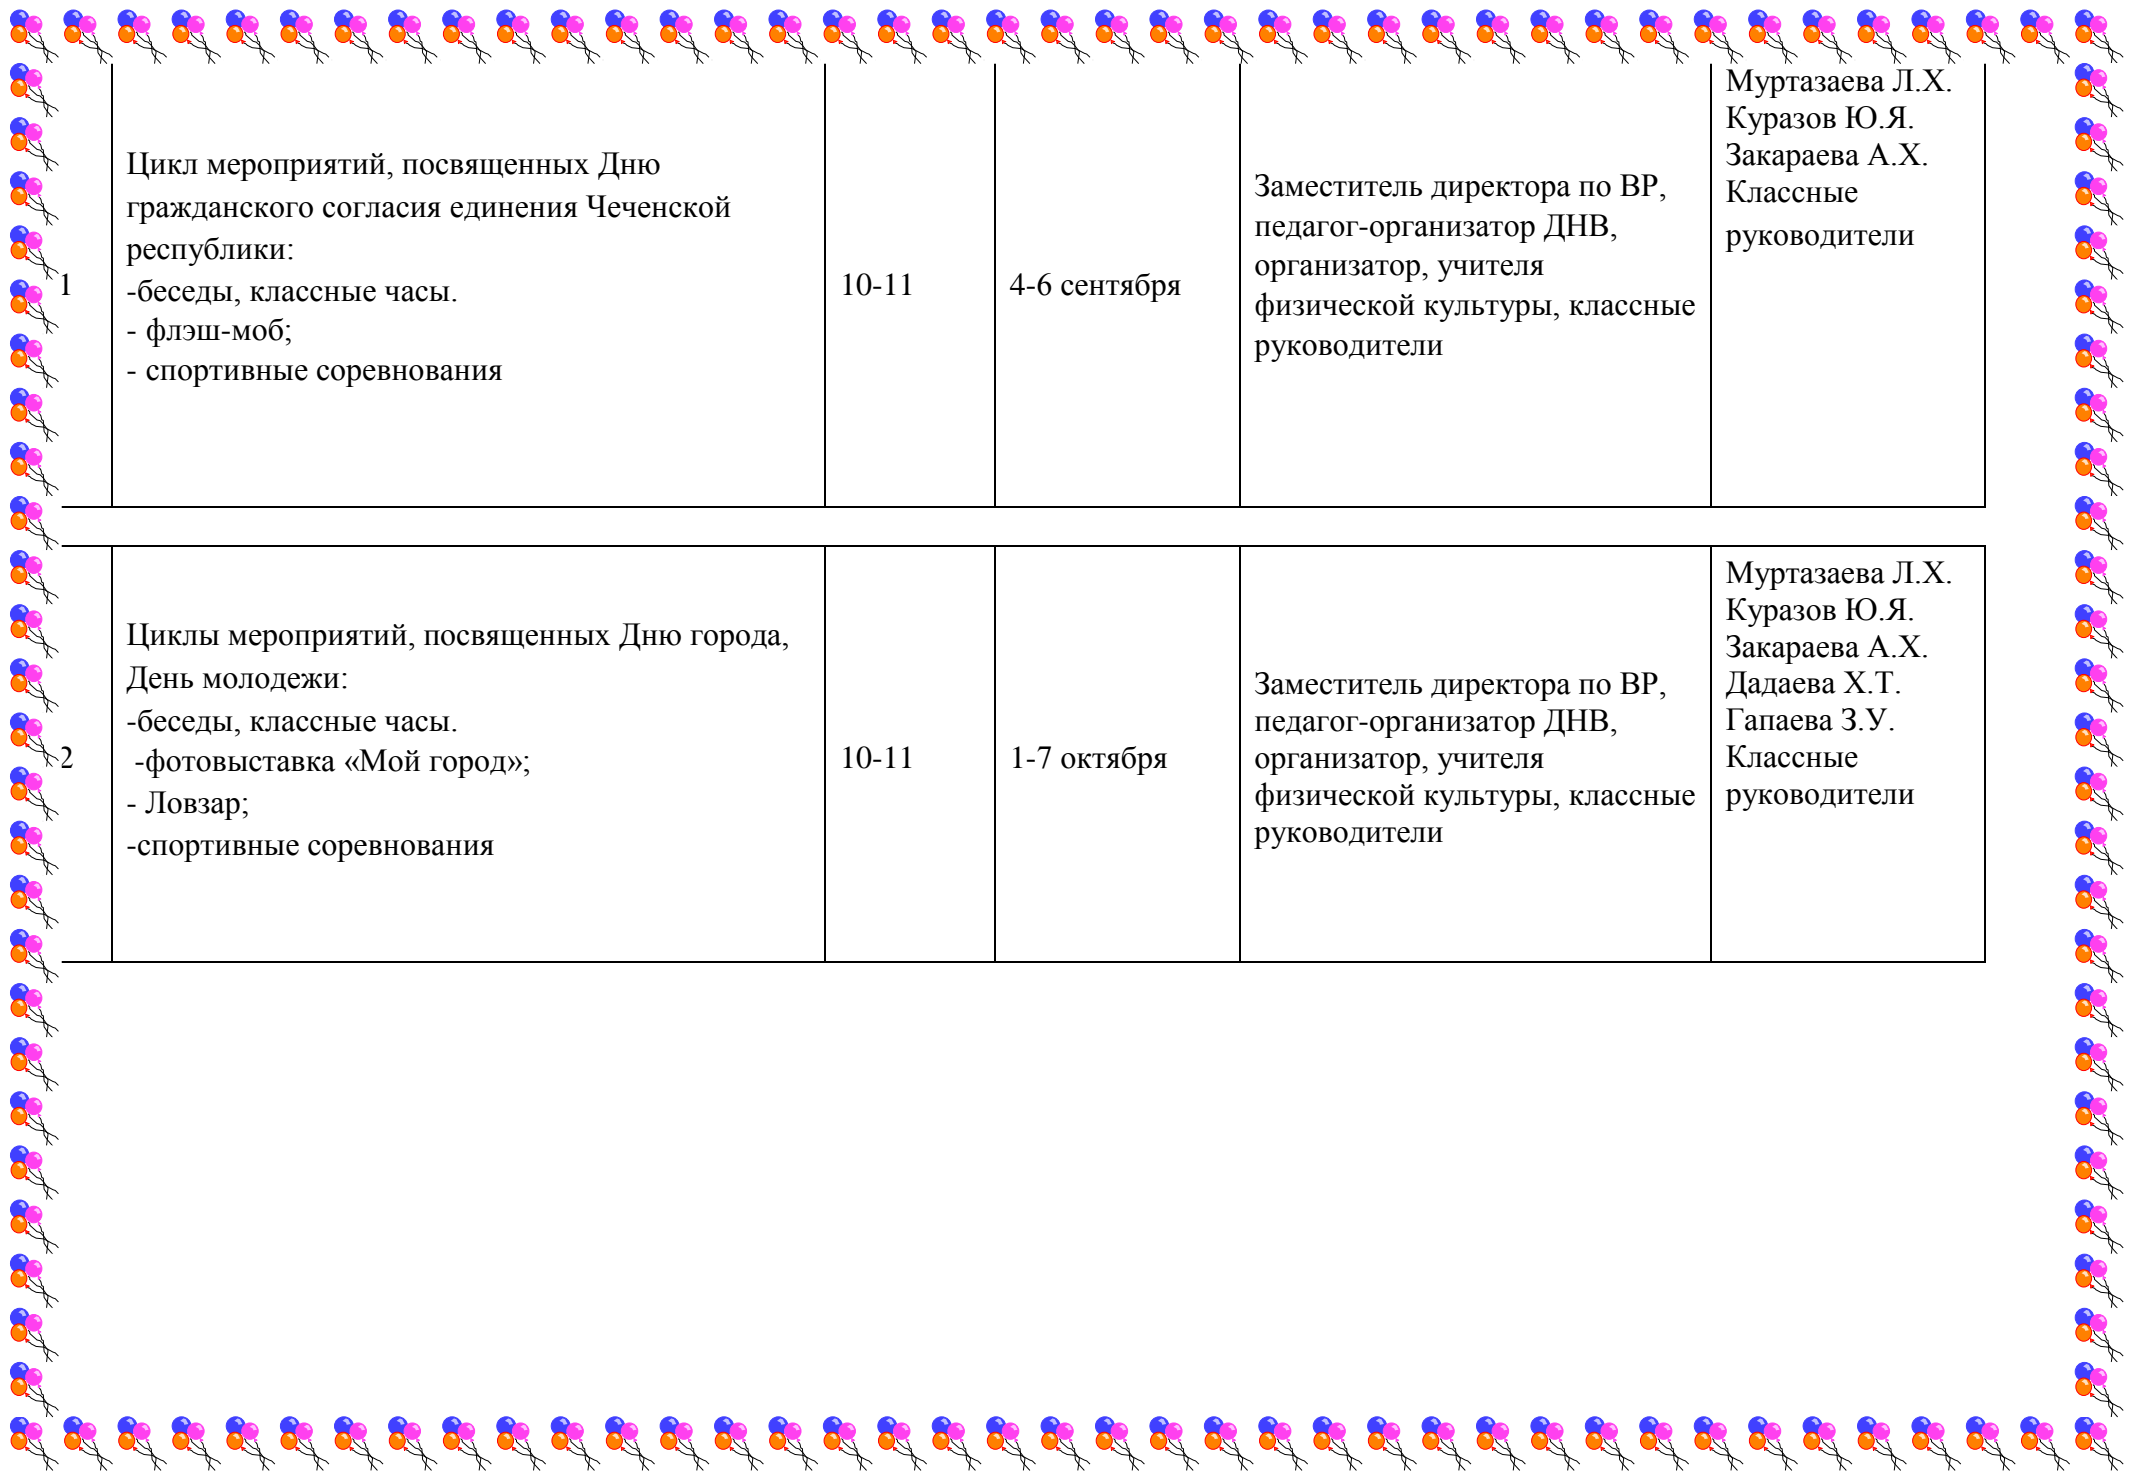 1
Цикл мероприятий, посвященных Дню
гражданского согласия единения Чеченской
республики:
-беседы, классные часы.
- флэш-моб;
- спортивные соревнования
10-11
4-6 сентября
Заместитель директора по ВР,
педагог-организатор ДНВ,
организатор, учителя
физической культуры, классные
руководители
Муртазаева Л.Х.
Куразов Ю.Я.
Закараева А.Х.
Классные
руководители
2
Циклы мероприятий, посвященных Дню города,
День молодежи:
-беседы, классные часы.
-фотовыставка «Мой город»;
- Ловзар;
-спортивные соревнования
10-11
1-7 октября
Заместитель директора по ВР,
педагог-организатор ДНВ,
организатор, учителя
физической культуры, классные
руководители
Муртазаева Л.Х.
Куразов Ю.Я.
Закараева А.Х.
Дадаева Х.Т.
Гапаева З.У.
Классные
руководители